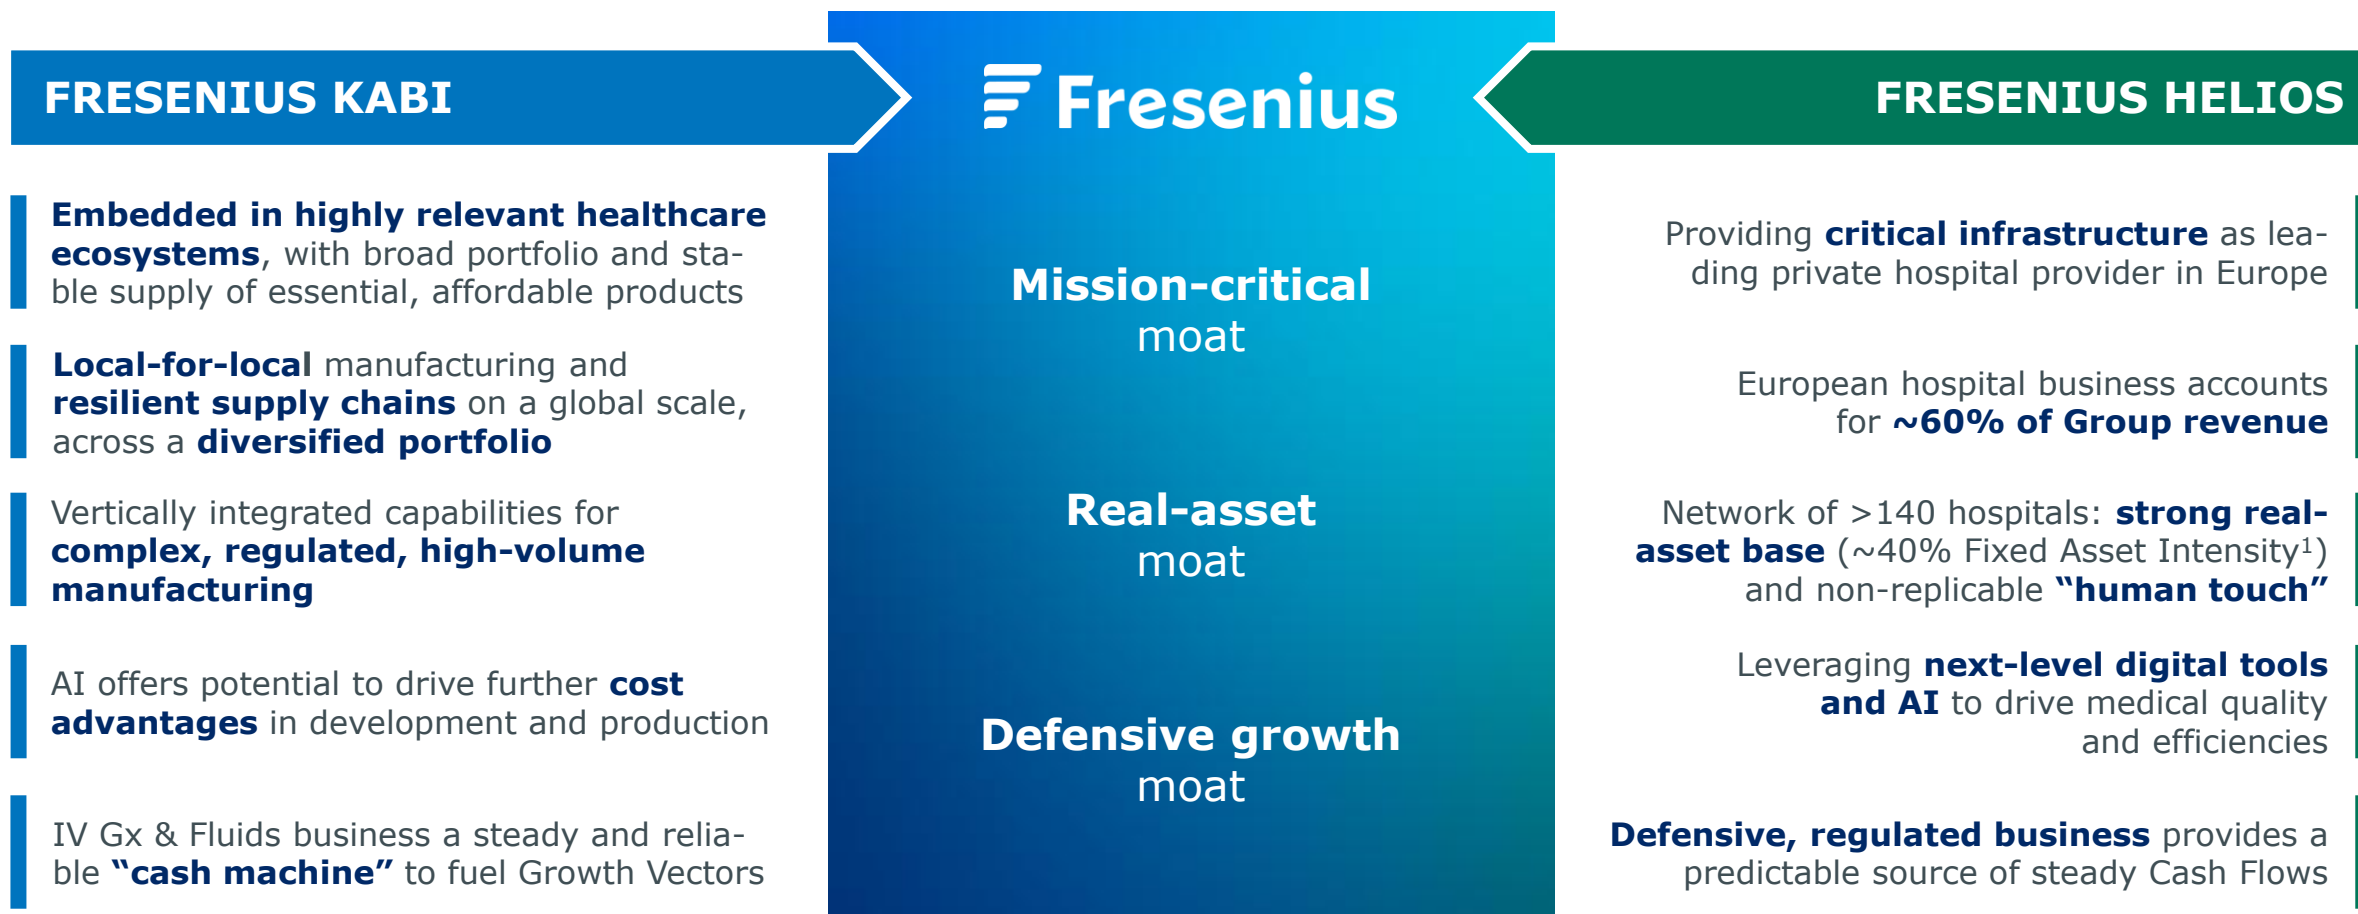 FRESENIUS KABI
Embedded in highly relevant healthcare
ecosystems, with broad portfolio and sta-
ble supply of essential, affordable products
Local-for-local manufacturing and
resilient supply chains on a global scale,
across a diversified portfolio
Vertically integrated capabilities for
complex, regulated, high-volume
manufacturing
AI offers potential to drive further cost
advantages in development and production
IV Gx & Fluids business a steady and relia-
ble “cash machine” to fuel Growth Vectors
Fresenius
Mission-critical
moat
Real-asset
moat
Defensive growth
moat
FRESENIUS HELIOS
Providing critical infrastructure as lea-
ding private hospital provider in Europe
European hospital business accounts
for ~60% of Group revenue
Network of >140 hospitals: strong real-
asset base (~40% Fixed Asset Intensity¹)
and non-replicable “human touch”
Leveraging next-level digital tools
and AI to drive medical quality
and efficiencies
Defensive, regulated business provides a
predictable source of steady Cash Flows